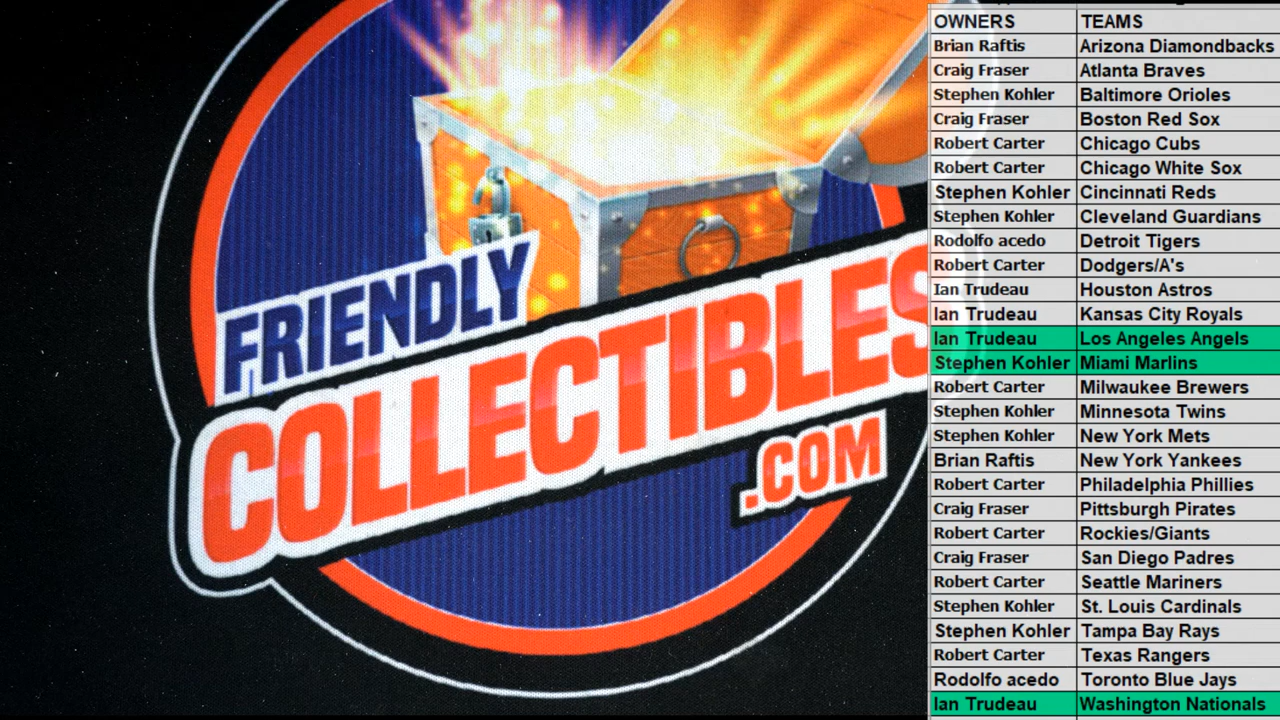 FRIENDLY
COLLECTIBLES
.COM
OWNERS TEAMS
Brian Raftis Arizona Diamondbacks
Craig Fraser Atlanta Braves
Stephen Kohler Baltimore Orioles
Craig Fraser Boston Red Sox
Robert Carter Chicago Cubs
Robert Carter Chicago White Sox
Stephen Kohler Cincinnati Reds
Stephen Kohler Cleveland Guardians
Rodolfo acedo Detroit Tigers
Robert Carter Dodgers/A's
Ian Trudeau Houston Astros
Ian Trudeau Kansas City Royals
Ian Trudeau Los Angeles Angels
Stephen Kohler Miami Marlins
Robert Carter Milwaukee Brewers
Stephen Kohler Minnesota Twins
Stephen Kohler New York Mets
Brian Raftis New York Yankees
Robert Carter Philadelphia Phillies
Craig Fraser Pittsburgh Pirates
Robert Carter Rockies/Giants
Craig Fraser San Diego Padres
Robert Carter Seattle Mariners
Stephen Kohler St. Louis Cardinals
Stephen Kohler Tampa Bay Rays
Robert Carter Texas Rangers
Rodolfo acedo Toronto Blue Jays
Ian Trudeau Washington Nationals